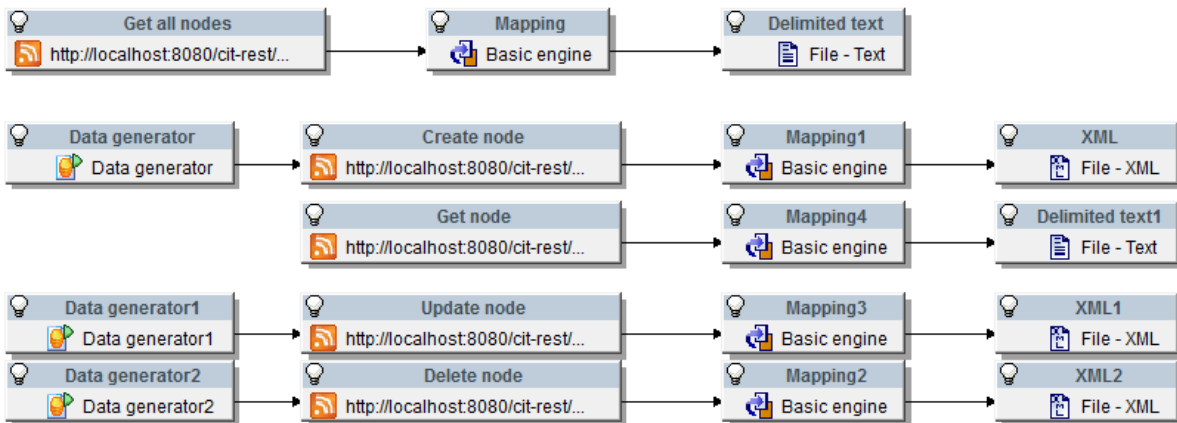 Get all nodes
http://localhost:8080/cit-rest/...
Mapping
Basic engine
Delimited text
File - Text
Data generator
Data generator
Create node
http://localhost:8080/cit-rest/...
Mapping1
Basic engine
XML
File - XML
Get node
http://localhost:8080/cit-rest/...
Mapping4
Basic engine
Delimited text1
File - Text
Data generator1
Data generator1
Update node
http://localhost:8080/cit-rest/...
Mapping3
Basic engine
XML1
File - XML
Data generator2
Data generator2
Delete node
http://localhost:8080/cit-rest/...
Mapping2
Basic engine
XML2
File - XML